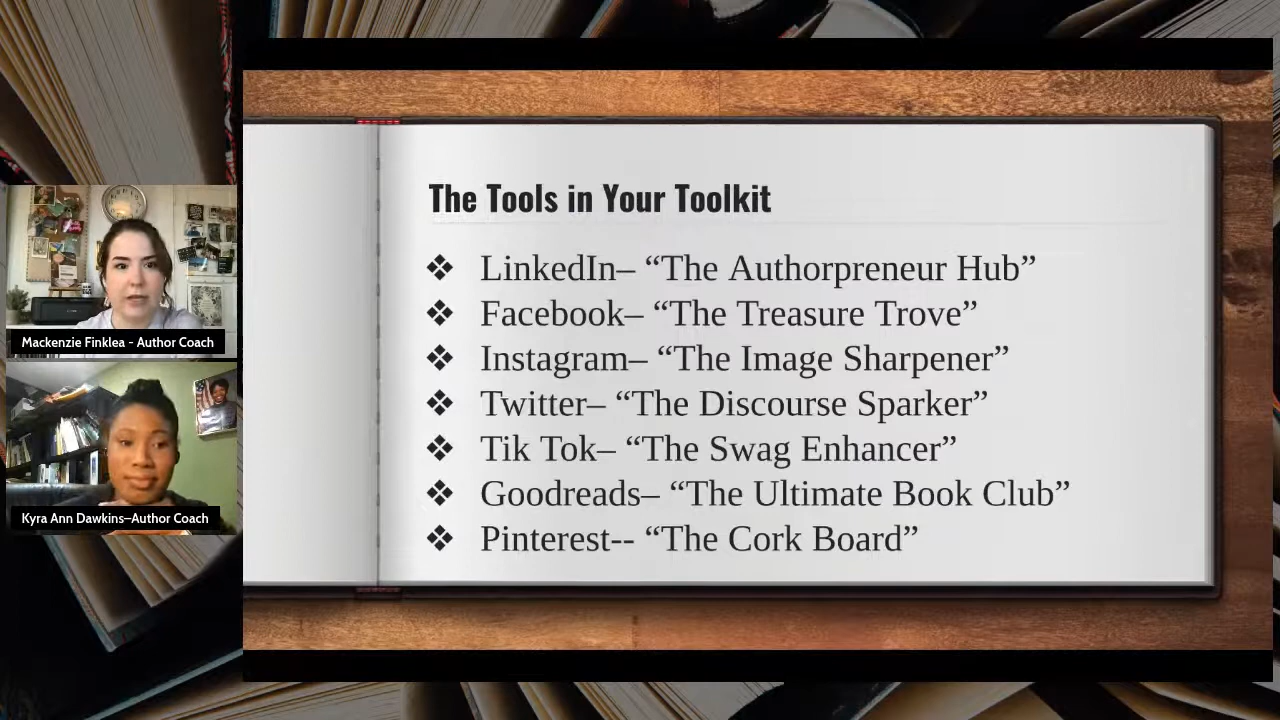 The Tools in Your Toolkit
❖ LinkedIn– “The Authorpreneur Hub”
❖ Facebook– “The Treasure Trove”
❖ Instagram– “The Image Sharpener”
❖ Twitter– “The Discourse Sparker”
❖ Tik Tok– “The Swag Enhancer”
❖ Goodreads– “The Ultimate Book Club”
❖ Pinterest-- “The Cork Board”
Mackenzie Finklea - Author Coach
Kyra Ann Dawkins–Author Coach